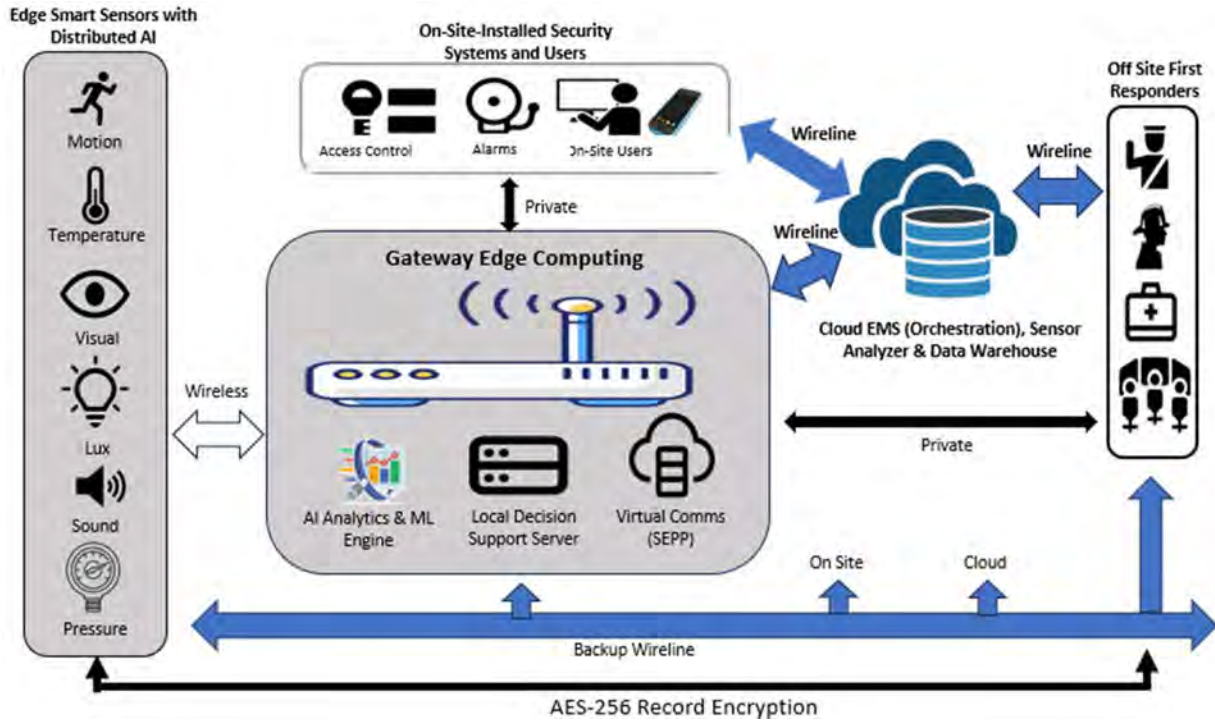 Edge Smart Sensors with
Distributed AI
Motion
Temperature
Visual
Lux
Sound
Pressure
On-Site-Installed Security
Systems and Users
Access Control
Alarms
On-Site Users
Off Site First
Responders
Wireline
Wireline
Wireline
Private
Gateway Edge Computing
Cloud EMS (Orchestration), Sensor
Analyzer & Data Warehouse
Wireless
Private
AI Analytics & ML
Engine
Local Decision
Support Server
Virtual Comms
(SEPP)
On Site
Cloud
Backup Wireline
AES-256 Record Encryption